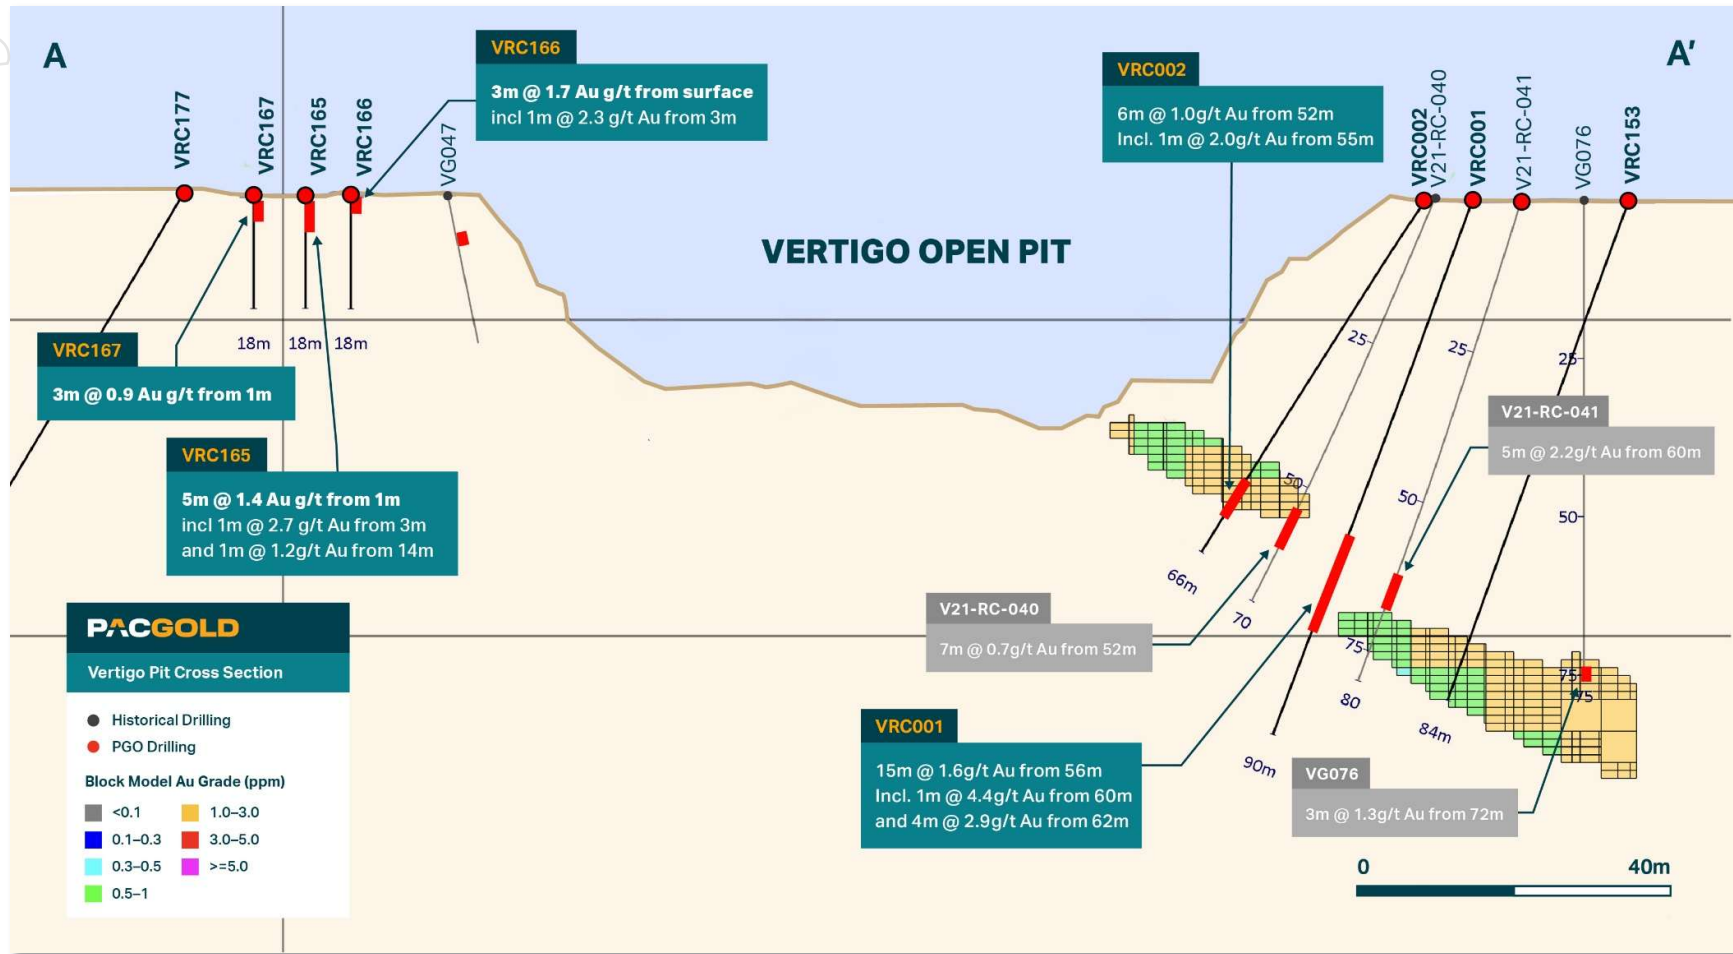 A
A'
VRC177
VRC167
VRC165
VRC166
VG047
VRC002
V21-RC-040
VRC001
V21-RC-041
VG076
VRC153
VRC166
3m @ 1.7 Au g/t from surface
incl 1m @ 2.3 g/t Au from 3m
VRC002
6m @ 1.0g/t Au from 52m
Incl. 1m @ 2.0g/t Au from 55m
VERTIGO OPEN PIT
18m
18m
18m
VRC167
3m @ 0.9 Au g/t from 1m
VRC165
5m @ 1.4 Au g/t from 1m
incl 1m @ 2.7 g/t Au from 3m
and 1m @ 1.2g/t Au from 14m
25
25
25
V21-RC-041
5m @ 2.2g/t Au from 60m
50
50
50
66m
70
75
80
84m
90m
75
75
V21-RC-040
7m @ 0.7g/t Au from 52m
VRC001
15m @ 1.6g/t Au from 56m
Incl. 1m @ 4.4g/t Au from 60m
and 4m @ 2.9g/t Au from 62m
VG076
3m @ 1.3g/t Au from 72m
PACGOLD
Vertigo Pit Cross Section
Historical Drilling
PGO Drilling
Block Model Au Grade (ppm)
<0.1
1.0–3.0
0.1–0.3
3.0–5.0
0.3–0.5
>=5.0
0.5–1
0
40m